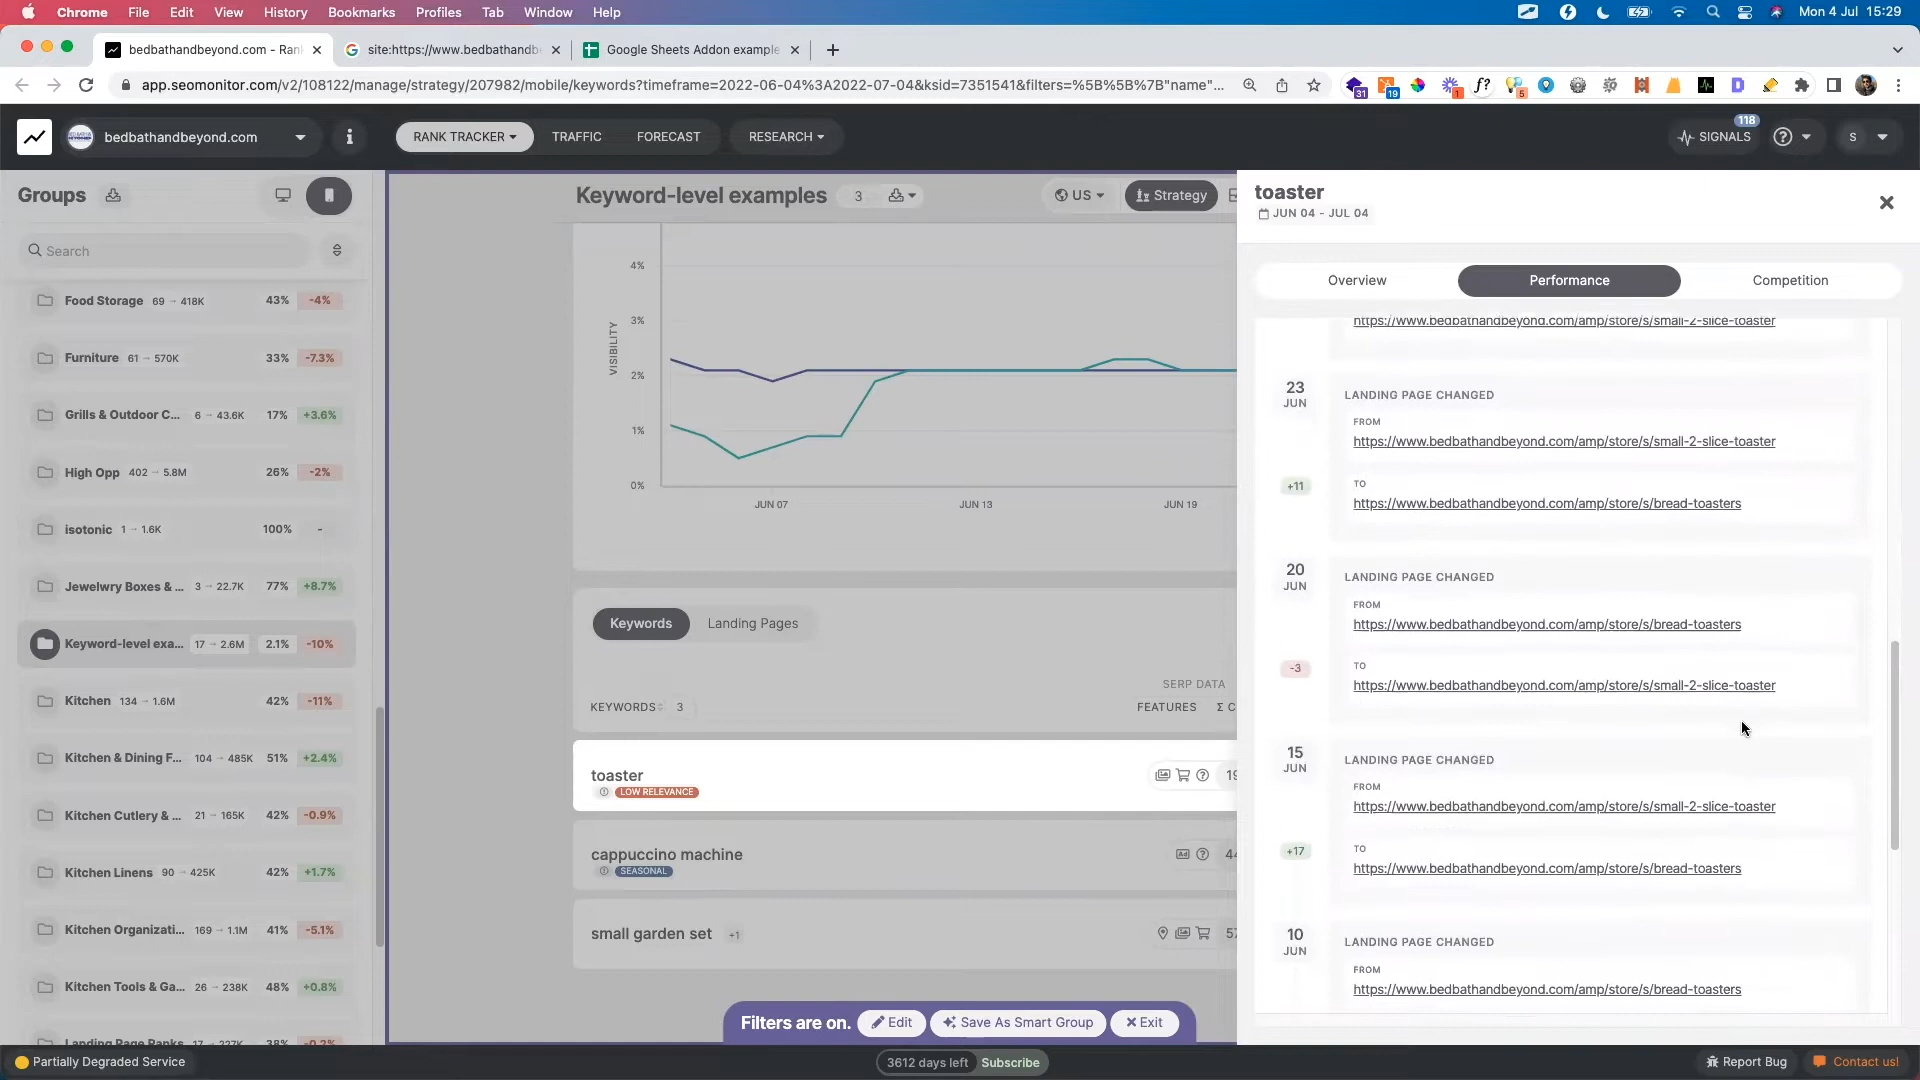 Chrome File Edit View History Bookmarks Profiles Tab Window Help Mon 4 Jul 15:29
bedbathandbeyond.com - Ran
site:https://www.bedbathandb
Google Sheets Addon example
app.seomonitor.com/v2/108122/manage/strategy/207982/mobile/keywords?timeframe=2022-06-04%3A2022-07-04&ksid=7351541&filters=%5B%5B%7B"name"...
31 19 f? 1 5
bedbathandbeyond.com
RANK TRACKER TRAFFIC FORECAST RESEARCH
118
SIGNALS
S
Groups
Search
Food Storage 69 - 418K 43% -4%
Furniture 61 - 570K 33% -7.3%
Grills & Outdoor C... 6 - 43.6K 17% +3.6%
High Opp 402 - 5.8M 26% -2%
isotonic 1 - 1.6K 100% -
Jewelwry Boxes & ... 3 - 22.7K 77% +8.7%
Keyword-level exa... 17 - 2.6M 2.1% -10%
Kitchen 134 - 1.6M 42% -11%
Kitchen & Dining F... 104 - 485K 51% +2.4%
Kitchen Cutlery & ... 21 - 165K 42% -0.9%
Kitchen Linens 90 - 425K 42% +1.7%
Kitchen Organizati... 169 - 1.1M 41% -5.1%
Kitchen Tools & Ga... 26 - 238K 48% +0.8%
Landing Page Ranks 17 - 227K 38% -0.2%
Keyword-level examples 3
US Strategy
VISIBILITY
4%
3%
2%
1%
0%
JUN 07 JUN 13 JUN 19
Keywords Landing Pages
SERP DATA
KEYWORDS 3 FEATURES Σ C
toaster
LOW RELEVANCE
19
cappuccino machine
SEASONAL
44
small garden set +1
57
Filters are on. Edit Save As Smart Group Exit
toaster
JUN 04 - JUL 04
Overview Performance Competition
https://www.bedbathandbeyond.com/amp/store/s/small-2-slice-toaster
23 JUN
LANDING PAGE CHANGED
FROM
https://www.bedbathandbeyond.com/amp/store/s/small-2-slice-toaster
+11
TO
https://www.bedbathandbeyond.com/amp/store/s/bread-toasters
20 JUN
LANDING PAGE CHANGED
FROM
https://www.bedbathandbeyond.com/amp/store/s/bread-toasters
-3
TO
https://www.bedbathandbeyond.com/amp/store/s/small-2-slice-toaster
15 JUN
LANDING PAGE CHANGED
FROM
https://www.bedbathandbeyond.com/amp/store/s/small-2-slice-toaster
+17
TO
https://www.bedbathandbeyond.com/amp/store/s/bread-toasters
10 JUN
LANDING PAGE CHANGED
FROM
https://www.bedbathandbeyond.com/amp/store/s/bread-toasters
Partially Degraded Service
3612 days left Subscribe
Report Bug Contact us!